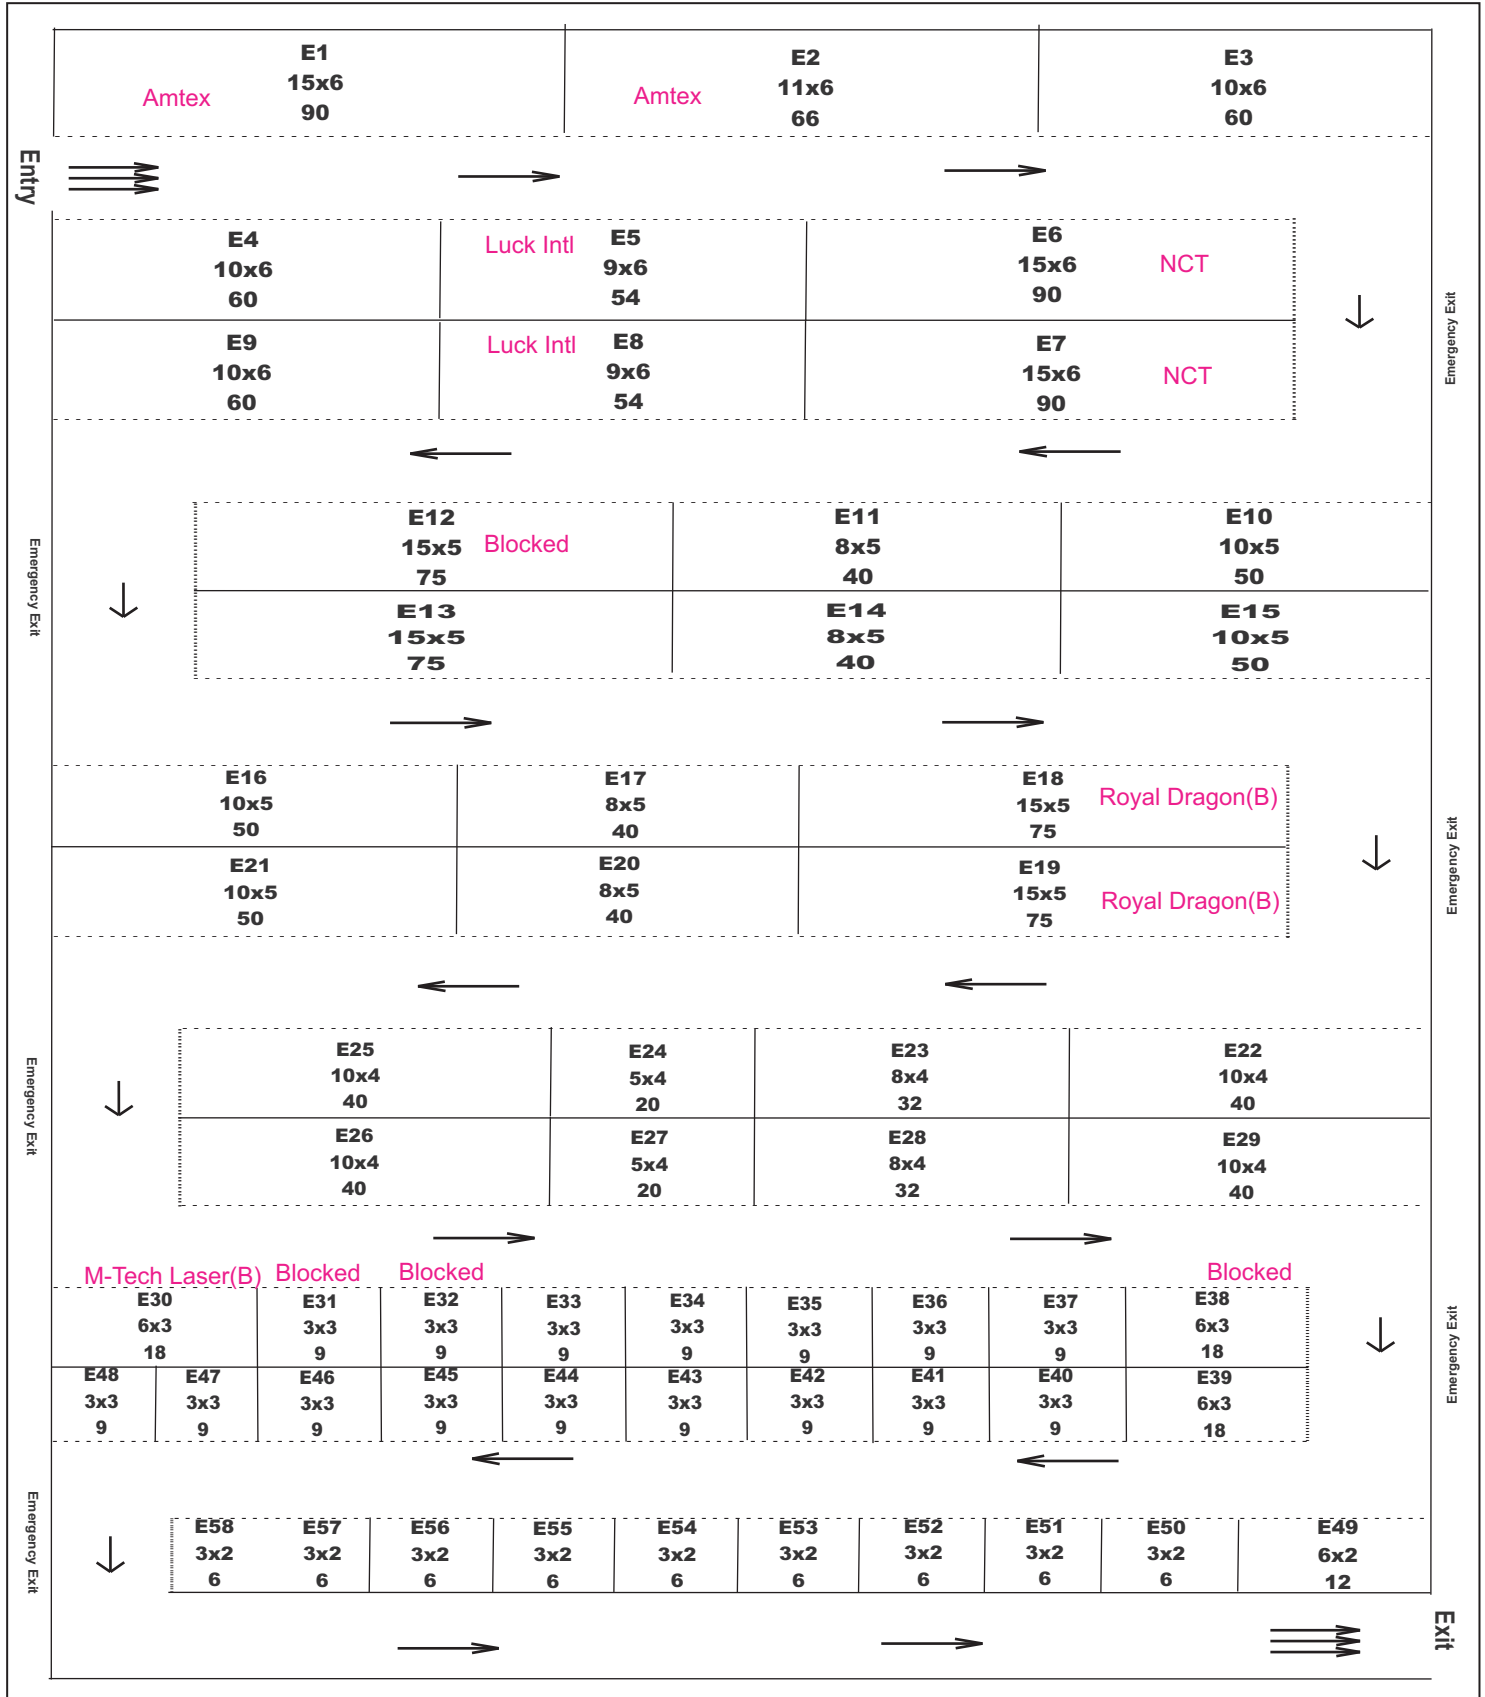 E1
15x6
90
Amtex
E2
11x6
66
Amtex
E3
10x6
60
Entry
E4
10x6
60
Luck Intl
E5
9x6
54
E6
15x6
90
NCT
Emergency Exit
E9
10x6
60
Luck Intl
E8
9x6
54
E7
15x6
90
NCT
Emergency Exit
E12
15x5
75
Blocked
E11
8x5
40
E10
10x5
50
E13
15x5
75
E14
8x5
40
E15
10x5
50
E16
10x5
50
E17
8x5
40
E18
15x5
75
Royal Dragon(B)
Emergency Exit
E21
10x5
50
E20
8x5
40
E19
15x5
75
Royal Dragon(B)
Emergency Exit
E25
10x4
40
E24
5x4
20
E23
8x4
32
E22
10x4
40
E26
10x4
40
E27
5x4
20
E28
8x4
32
E29
10x4
40
M-Tech Laser(B)
E30
6x3
18
Blocked
E31
3x3
9
Blocked
E32
3x3
9
E33
3x3
9
E34
3x3
9
E35
3x3
9
E36
3x3
9
E37
3x3
9
Blocked
E38
6x3
18
Emergency Exit
E48
3x3
9
E47
3x3
9
E46
3x3
9
E45
3x3
9
E44
3x3
9
E43
3x3
9
E42
3x3
9
E41
3x3
9
E40
3x3
9
E39
6x3
18
Emergency Exit
E58
3x2
6
E57
3x2
6
E56
3x2
6
E55
3x2
6
E54
3x2
6
E53
3x2
6
E52
3x2
6
E51
3x2
6
E50
3x2
6
E49
6x2
12
Exit